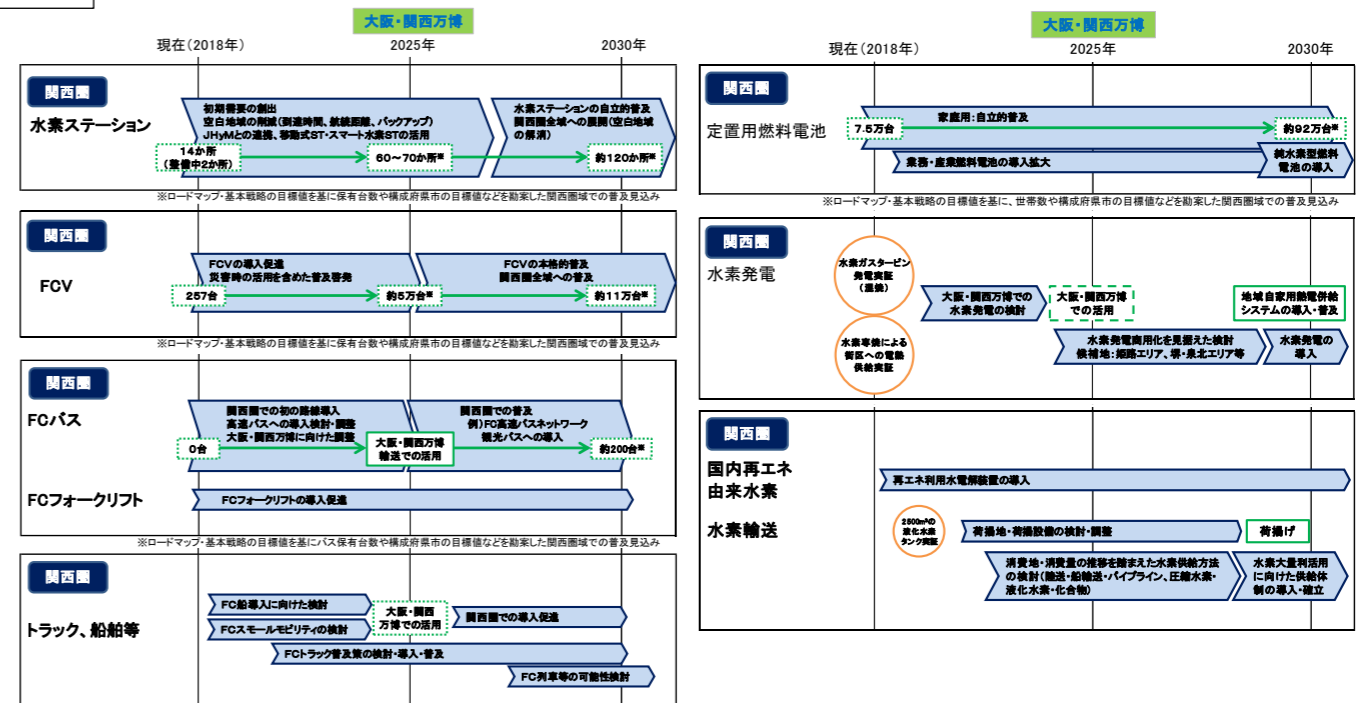 大阪・関西万博
現在(2018年)
2025年
2030年
関西圏
水素ステーション
初期需要の創出
空白地域の削減(到達時間、航続距離、バックアップ)
JHyMとの連携、移動式ST・スマート水素STの活用
水素ステーションの自立的普及
関西圏全域への展開(空白地域
の解消)
14か所
(整備中2か所)
60~70か所※
約120か所※
※ロードマップ・基本戦略の目標値を基に保有台数や構成府県市の目標値などを勘案した関西圏域での普及見込み
関西圏
FCV
FCVの導入促進
災害時の活用を含めた普及啓発
FCVの本格的普及
関西圏全域への普及
257台
約5万台※
約11万台※
※ロードマップ・基本戦略の目標値を基に保有台数や構成府県市の目標値などを勘案した関西圏域での普及見込み
関西圏
FCバス
関西圏での初の路線導入
高速バスへの導入検討・調整
大阪・関西万博に向けた調整
関西圏での普及
例)FC高速バスネットワーク
観光バスへの導入
0台
大阪・関西万博
輸送での活用
約200台※
FCフォークリフト
FCフォークリフトの導入促進
※ロードマップ・基本戦略の目標値を基にバス保有台数や構成府県市の目標値などを勘案した関西圏域での普及見込み
関西圏
トラック、船舶等
FC船導入に向けた検討
FCスモールモビリティの検討
大阪・関西
万博での活用
関西圏での導入促進
FCトラック普及策の検討・導入・普及
FC列車等の可能性検討
大阪・関西万博
現在(2018年)
2025年
2030年
関西圏
定置用燃料電池
家庭用:自立的普及
7.5万台
約92万台※
業務・産業燃料電池の導入拡大
純水素型燃料
電池の導入
※ロードマップ・基本戦略の目標値を基に、世帯数や構成府県市の目標値などを勘案した関西圏域での普及見込み
関西圏
水素発電
水素ガスタービン
発電実証
(混焼)
大阪・関西万博での
水素発電の検討
大阪・関西万博
での活用
地域自家用熱電併給
システムの導入・普及
水素専焼による
街区への電熱
供給実証
水素発電商用化を見据えた検討
候補地:姫路エリア、堺・泉北エリア等
水素発電の
導入
関西圏
国内再エネ
由来水素
再エネ利用水電解装置の導入
水素輸送
2500m³の
液化水素
タンク実証
荷揚地・荷揚設備の検討・調整
荷揚げ
消費地・消費量の推移を踏まえた水素供給方法
の検討(陸送・船輸送・パイプライン、圧縮水素・
液化水素・化合物)
水素大量利活用
に向けた供給体
制の導入・確立